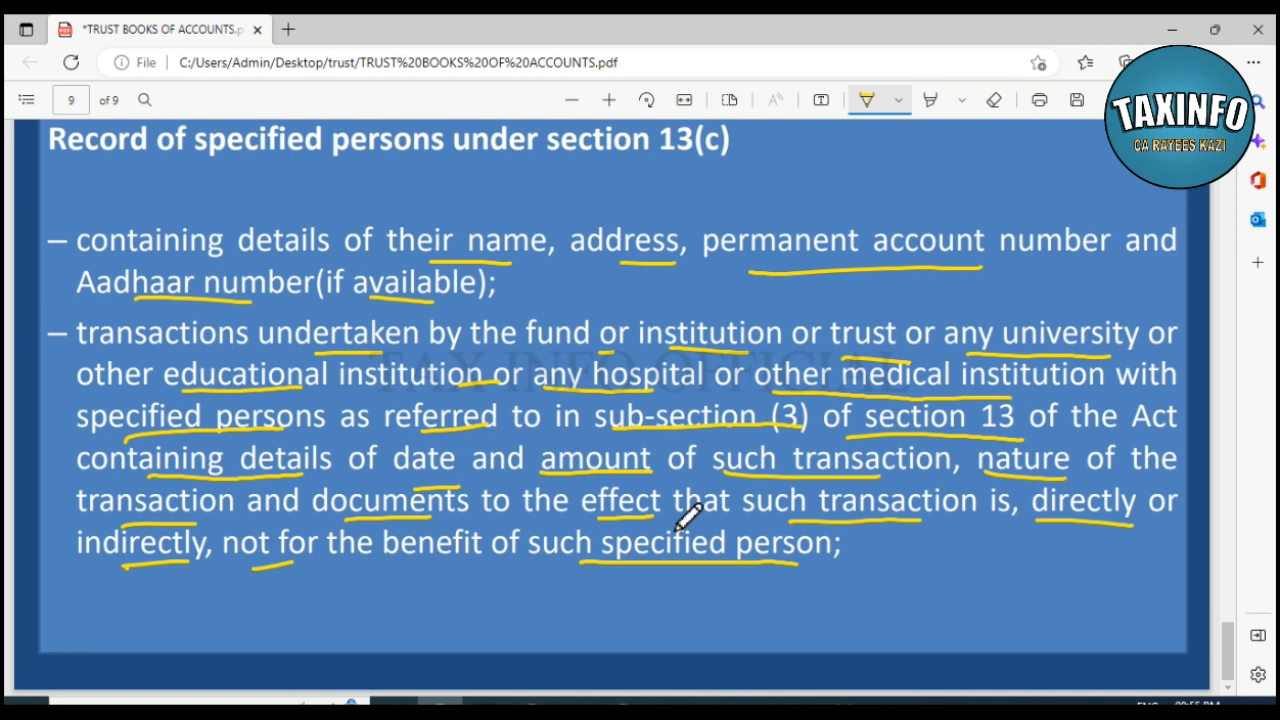 *TRUST BOOKS OF ACCOUNTS.p
File C:/Users/Admin/Desktop/trust/TRUST%20BOOKS%20OF%20ACCOUNTS.pdf
9 of 9
TAXINFO
CA RAYEES KAZI
Record of specified persons under section 13(c)
– containing details of their name, address, permanent account number and
Aadhaar number(if available);
– transactions undertaken by the fund or institution or trust or any university or
other educational institution or any hospital or other medical institution with
specified persons as referred to in sub-section (3) of section 13 of the Act
containing details of date and amount of such transaction, nature of the
transaction and documents to the effect that such transaction is, directly or
indirectly, not for the benefit of such specified person;
TAX INFO OFFICIAL